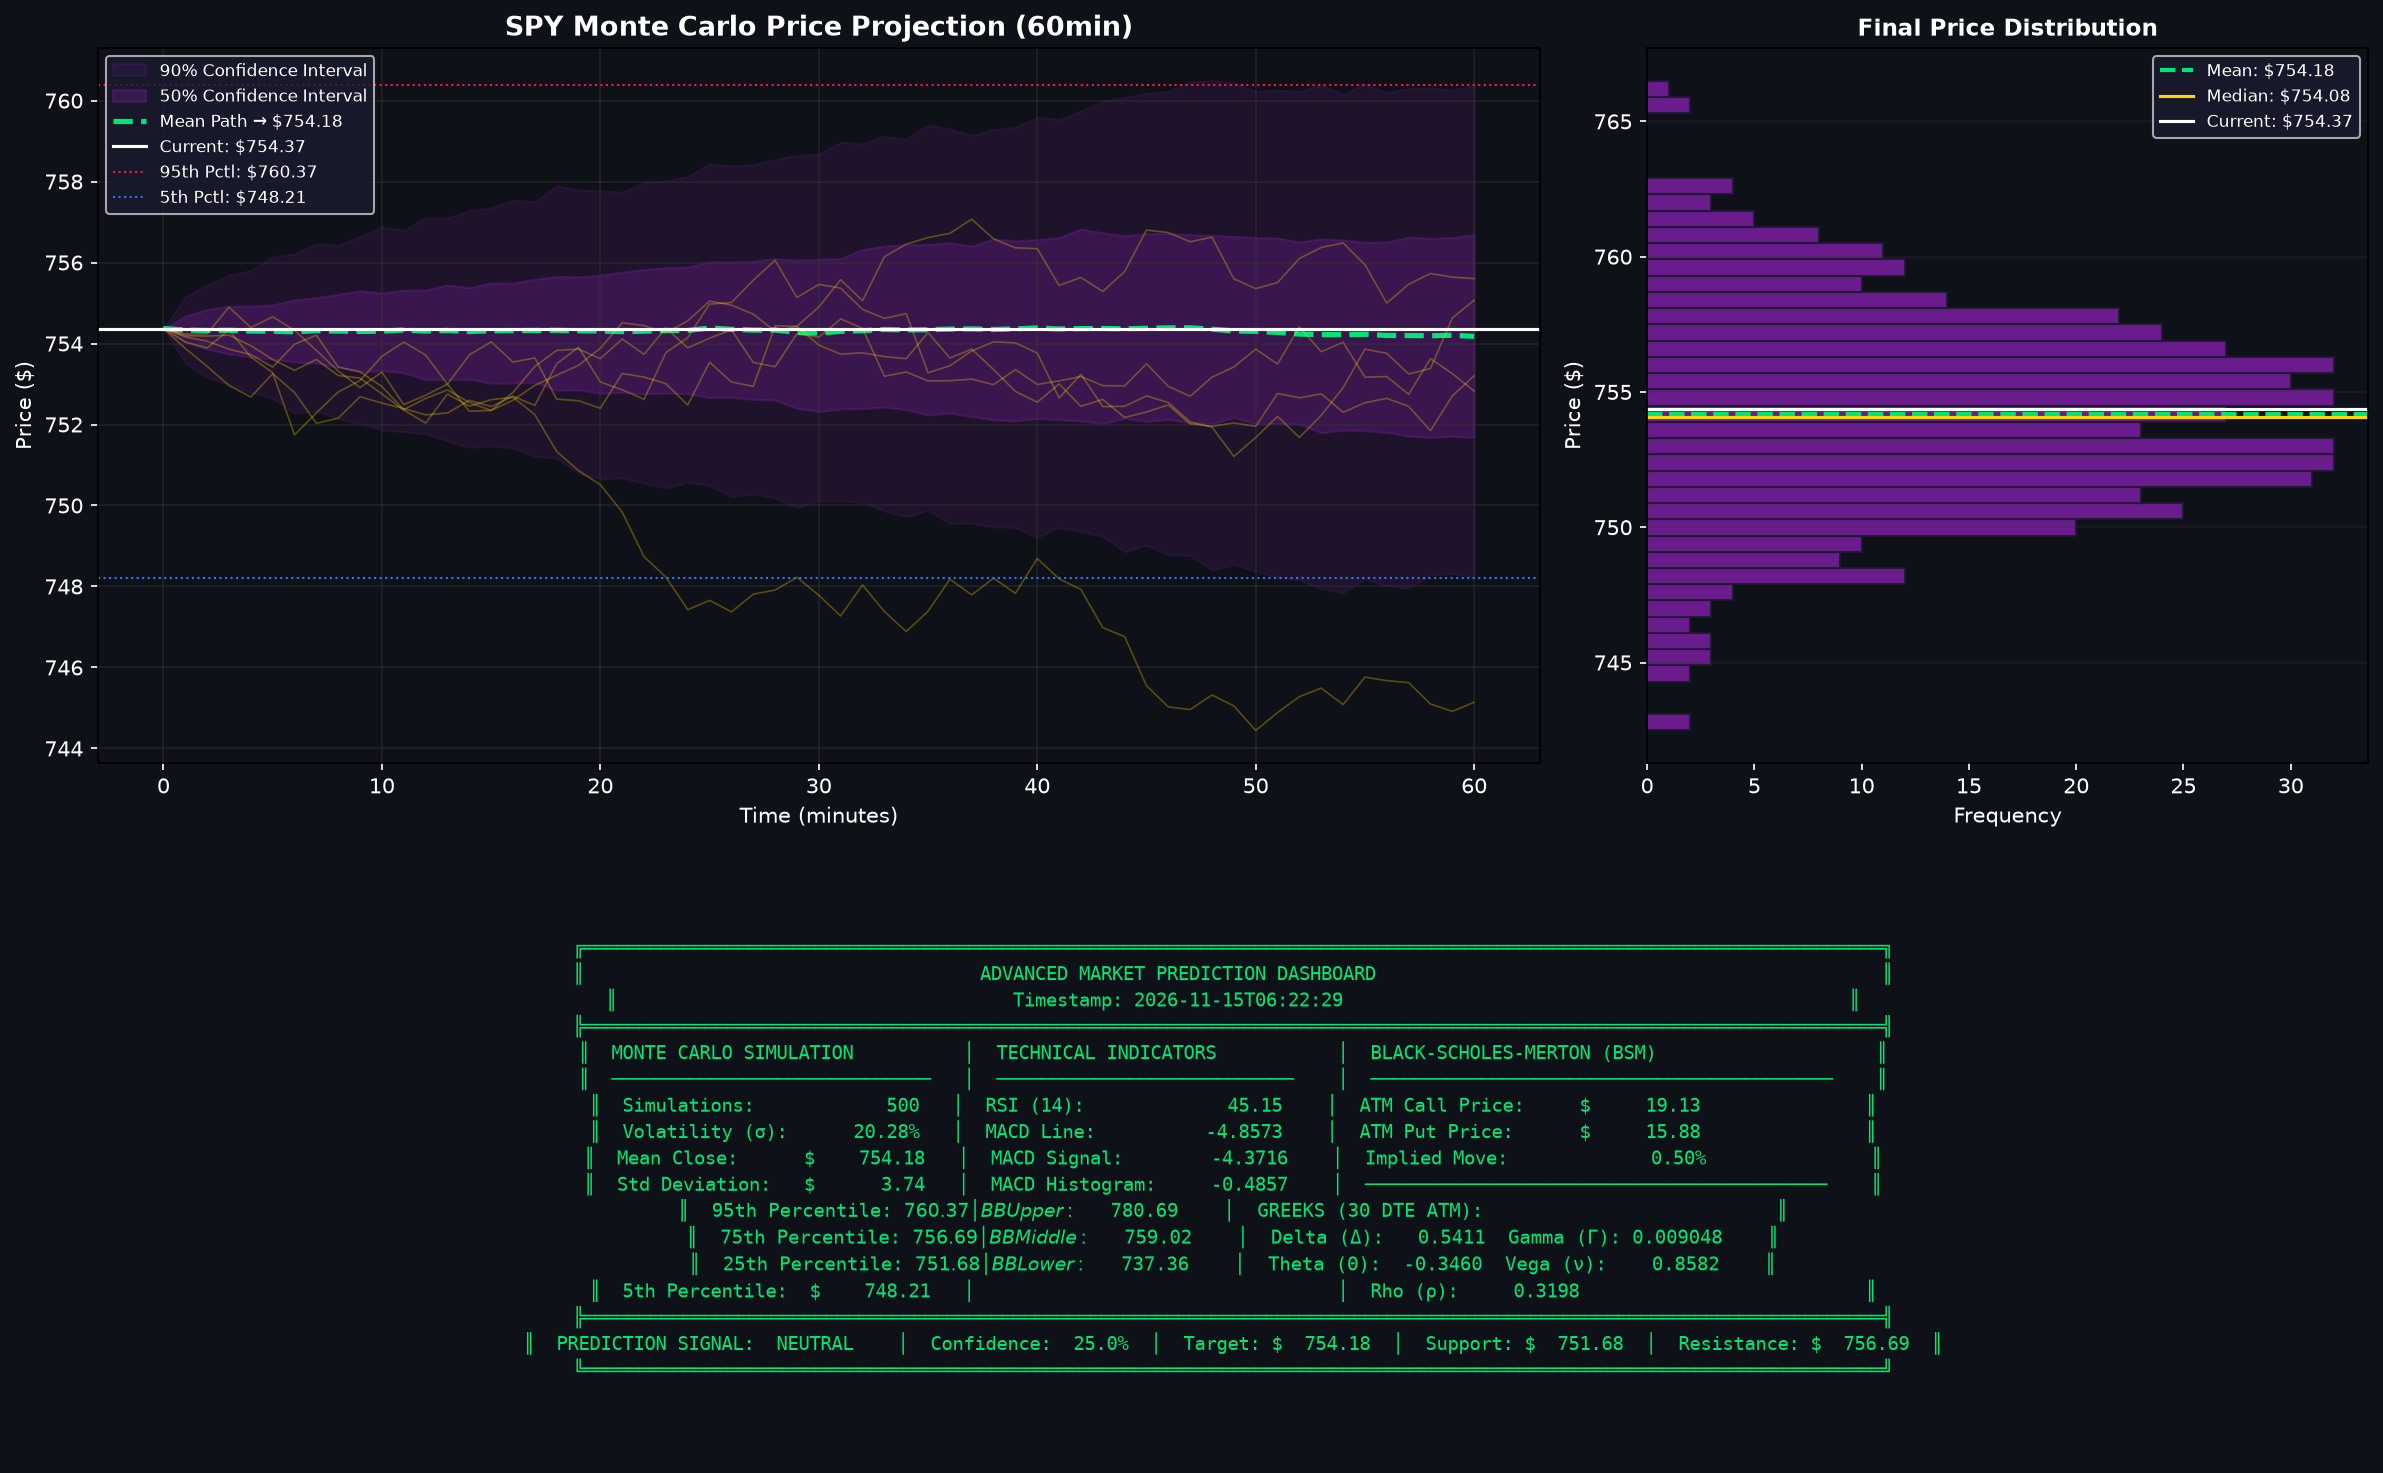 SPY Monte Carlo Price Projection (60min)
90% Confidence Interval
50% Confidence Interval
Mean Path → $754.18
Current: $754.37
95th Pctl: $760.37
5th Pctl: $748.21
Price ($)
760
758
756
754
752
750
748
746
744
0 10 20 30 40 50 60
Time (minutes)
Final Price Distribution
Mean: $754.18
Median: $754.08
Current: $754.37
Price ($)
765
760
755
750
745
0 5 10 15 20 25 30
Frequency
ADVANCED MARKET PREDICTION DASHBOARD
Timestamp: 2026-11-15T06:22:29
║ MONTE CARLO SIMULATION │ TECHNICAL INDICATORS │ BLACK-SCHOLES-MERTON (BSM) ║
║ Simulations: 500 │ RSI (14): 45.15 │ ATM Call Price: $ 19.13 ║
║ Volatility (σ): 20.28% │ MACD Line: -4.8573 │ ATM Put Price: $ 15.88 ║
║ Mean Close: $ 754.18 │ MACD Signal: -4.3716 │ Implied Move: 0.50% ║
║ Std Deviation: $ 3.74 │ MACD Histogram: -0.4857 │ ║
║ 95th Percentile: 760.37│BBUpper: 780.69 │ GREEKS (30 DTE ATM): ║
║ 75th Percentile: 756.69│BBMiddle: 759.02 │ Delta (Δ): 0.5411 Gamma (Γ): 0.009048 ║
║ 25th Percentile: 751.68│BBLower: 737.36 │ Theta (Θ): -0.3460 Vega (ν): 0.8582 ║
║ 5th Percentile: $ 748.21 │ │ Rho (ρ): 0.3198 ║
║ PREDICTION SIGNAL: NEUTRAL │ Confidence: 25.0% │ Target: $ 754.18 │ Support: $ 751.68 │ Resistance: $ 756.69 ║